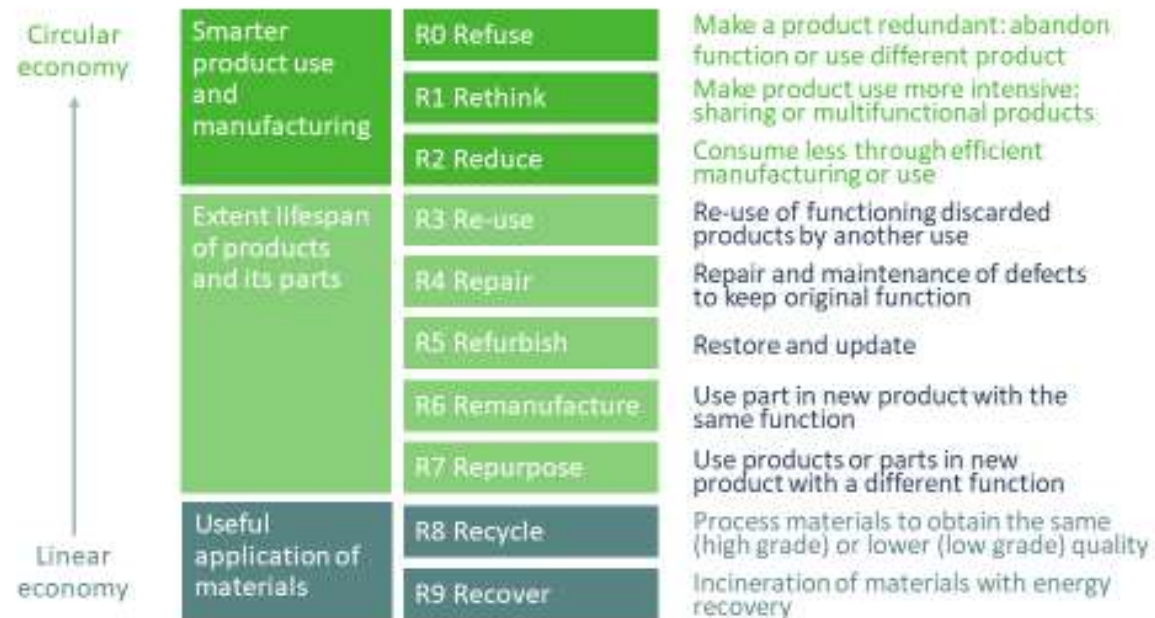 Circular
economy
Linear
economy
Smarter
product use
and
manufacturing
R0 Refuse
Make a product redundant: abandon
function or use different product
R1 Rethink
Make product use more intensive:
sharing or multifunctional products
R2 Reduce
Consume less through efficient
manufacturing or use
Extent lifespan
of products
and its parts
R3 Re-use
Re-use of functioning discarded
products by another use
R4 Repair
Repair and maintenance of defects
to keep original function
R5 Refurbish
Restore and update
R6 Remanufacture
Use part in new product with the
same function
R7 Repurpose
Use products or parts in new
product with a different function
Useful
application of
materials
R8 Recycle
Process materials to obtain the same
(high grade) or lower (low grade) quality
R9 Recover
Incineration of materials with energy
recovery